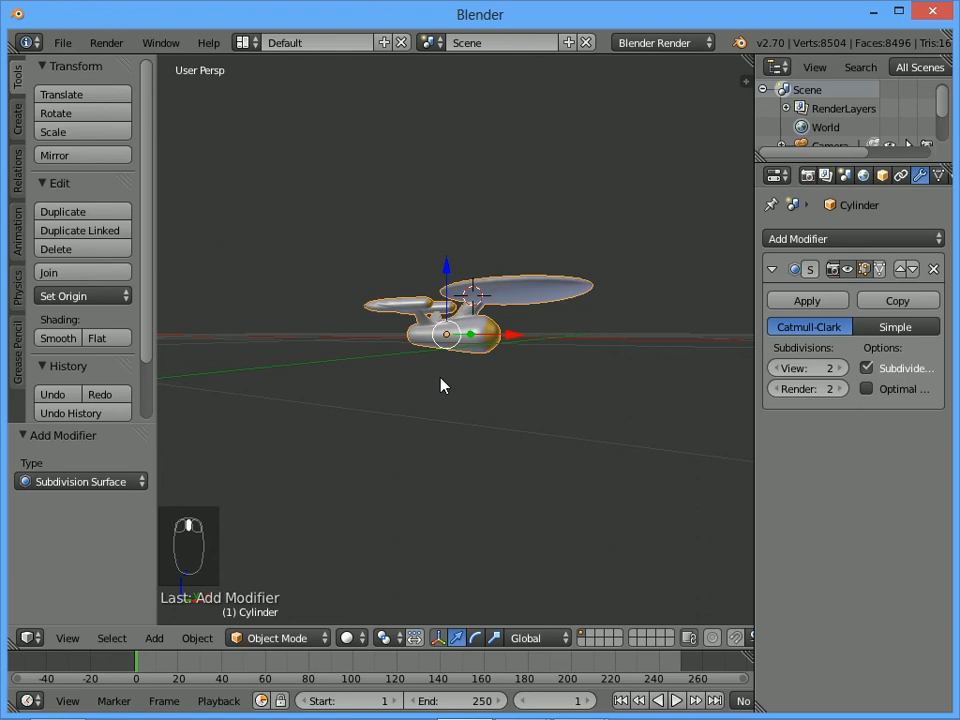 Blender
File Render Window Help Default Scene Blender Render v2.70 | Verts:8504 | Faces:8496 | Tris:16
Tools
Create
Relations
Animation
Physics
Grease Pencil
Transform
Translate
Rotate
Scale
Mirror
Edit
Duplicate
Duplicate Linked
Delete
Join
Set Origin
Shading:
Smooth Flat
History
Undo Redo
Undo History
Add Modifier
Type
Subdivision Surface
User Persp
Last: Add Modifier
(1) Cylinder
View Select Add Object Object Mode Global
View Search All Scenes
Scene
RenderLayers
World
Camera
Cylinder
Add Modifier
S
Apply Copy
Catmull-Clark Simple
Subdivisions: Options:
View: 2 Subdivide...
Render: 2 Optimal ...
-40 -20 0 20 40 60 80 100 120 140 160 180 200 220 240 260
View Marker Frame Playback Start: 1 End: 250 1 No